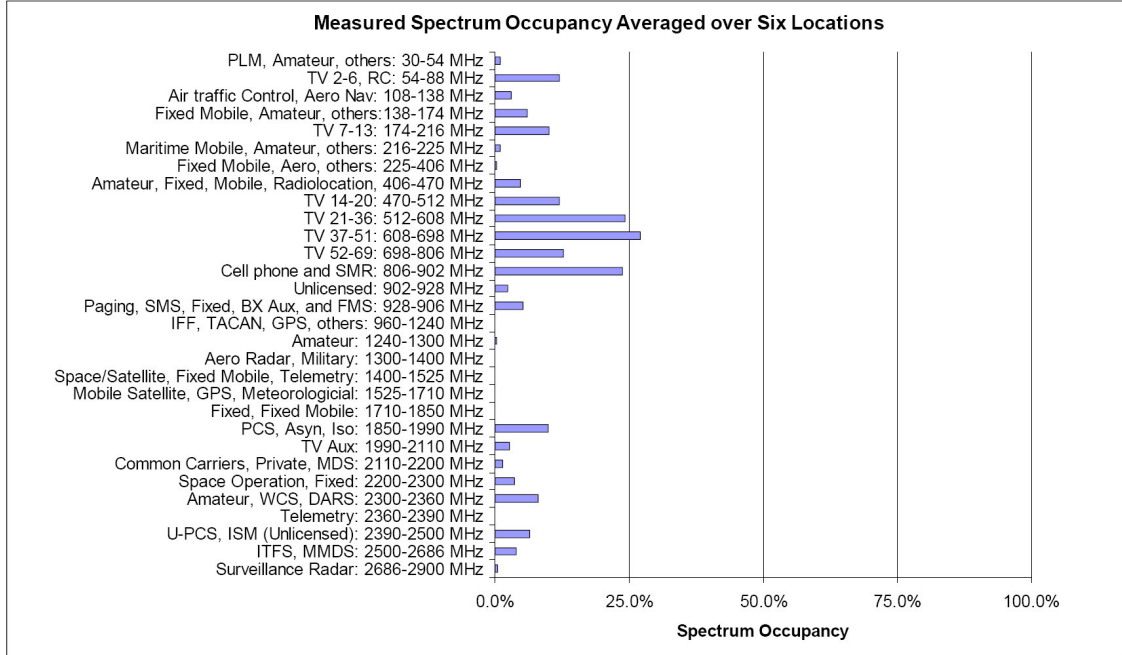 Measured Spectrum Occupancy Averaged over Six Locations
PLM, Amateur, others: 30-54 MHz
TV 2-6, RC: 54-88 MHz
Air traffic Control, Aero Nav: 108-138 MHz
Fixed Mobile, Amateur, others:138-174 MHz
TV 7-13: 174-216 MHz
Maritime Mobile, Amateur, others: 216-225 MHz
Fixed Mobile, Aero, others: 225-406 MHz
Amateur, Fixed, Mobile, Radiolocation, 406-470 MHz
TV 14-20: 470-512 MHz
TV 21-36: 512-608 MHz
TV 37-51: 608-698 MHz
TV 52-69: 698-806 MHz
Cell phone and SMR: 806-902 MHz
Unlicensed: 902-928 MHz
Paging, SMS, Fixed, BX Aux, and FMS: 928-906 MHz
IFF, TACAN, GPS, others: 960-1240 MHz
Amateur: 1240-1300 MHz
Aero Radar, Military: 1300-1400 MHz
Space/Satellite, Fixed Mobile, Telemetry: 1400-1525 MHz
Mobile Satellite, GPS, Meteorologicial: 1525-1710 MHz
Fixed, Fixed Mobile: 1710-1850 MHz
PCS, Asyn, Iso: 1850-1990 MHz
TV Aux: 1990-2110 MHz
Common Carriers, Private, MDS: 2110-2200 MHz
Space Operation, Fixed: 2200-2300 MHz
Amateur, WCS, DARS: 2300-2360 MHz
Telemetry: 2360-2390 MHz
U-PCS, ISM (Unlicensed): 2390-2500 MHz
ITFS, MMDS: 2500-2686 MHz
Surveillance Radar: 2686-2900 MHz
0.0% 25.0% 50.0% 75.0% 100.0%
Spectrum Occupancy